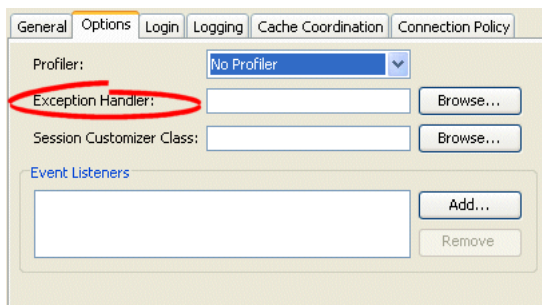 General Options Login Logging Cache Coordination Connection Policy
Profiler: No Profiler
Exception Handler: Browse...
Session Customizer Class: Browse...
Event Listeners
Add...
Remove